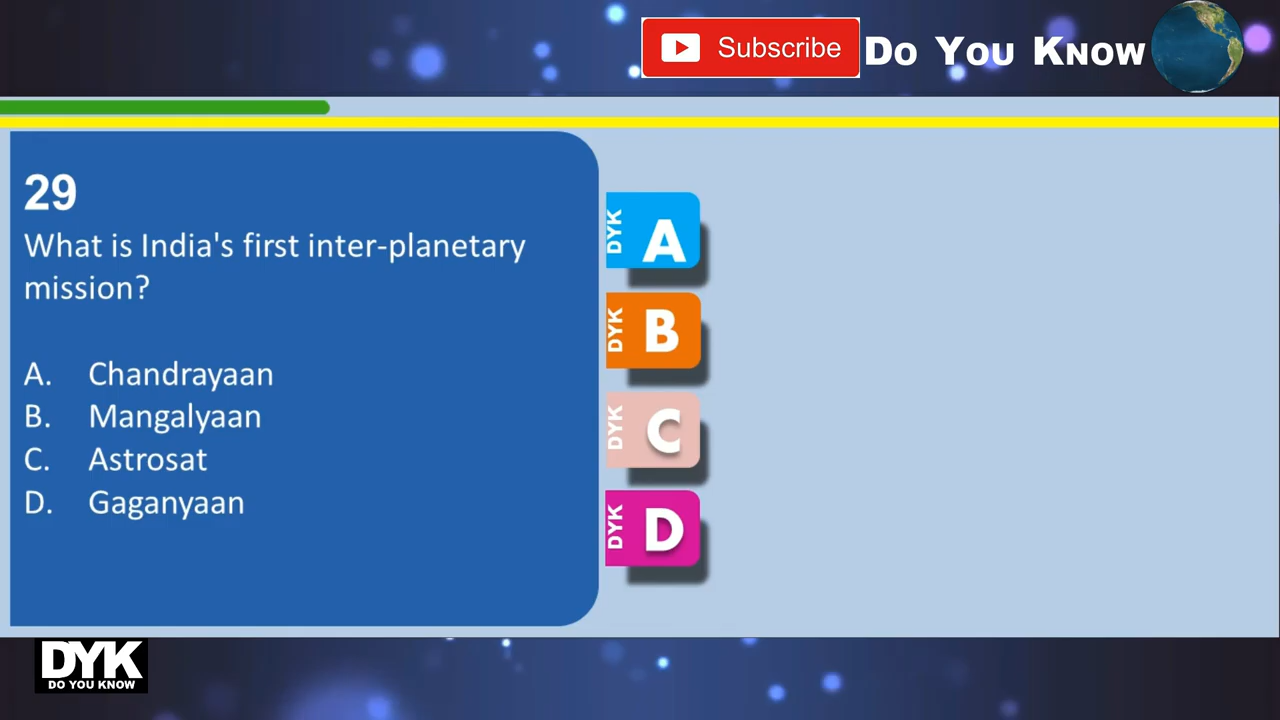 Subscribe
Do You Know
29
What is India's first inter-planetary
mission?
A. Chandrayaan
B. Mangalyaan
C. Astrosat
D. Gaganyaan
DYK A
DYK B
DYK C
DYK D
DYK
DO YOU KNOW